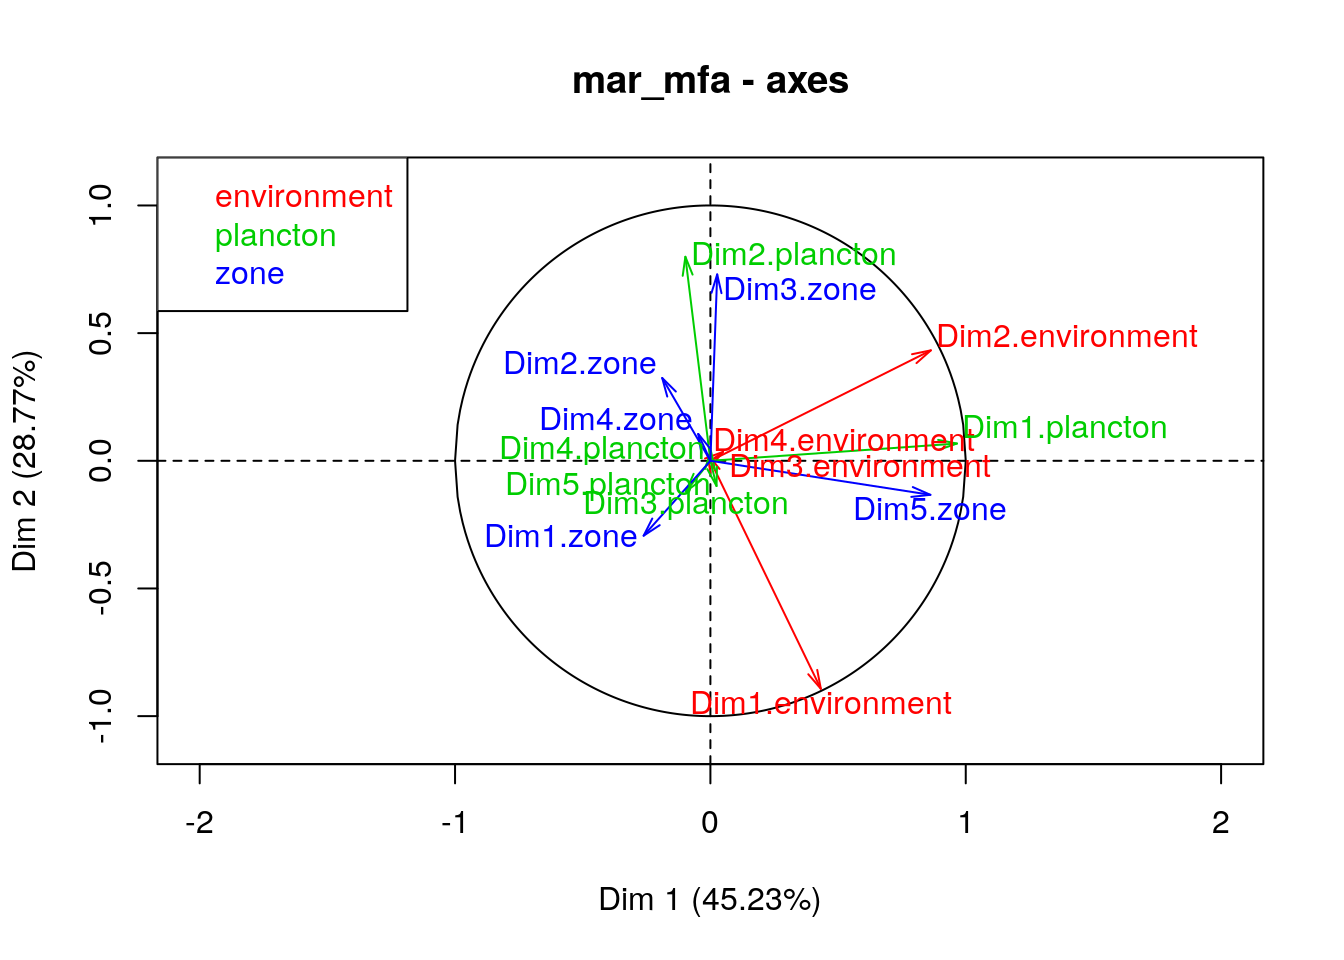 mar_mfa - axes
environment
plancton
zone
Dim 2 (28.77%)
1.0
0.5
0.0
-0.5
-1.0
Dim2.plancton
Dim3.zone
Dim2.environment
Dim2.zone
Dim4.zone
Dim1.plancton
Dim4.environment
Dim4.plancton
Dim3.environment
Dim5.plancton
Dim3.plancton
Dim5.zone
Dim1.zone
Dim1.environment
-2
-1
0
1
2
Dim 1 (45.23%)